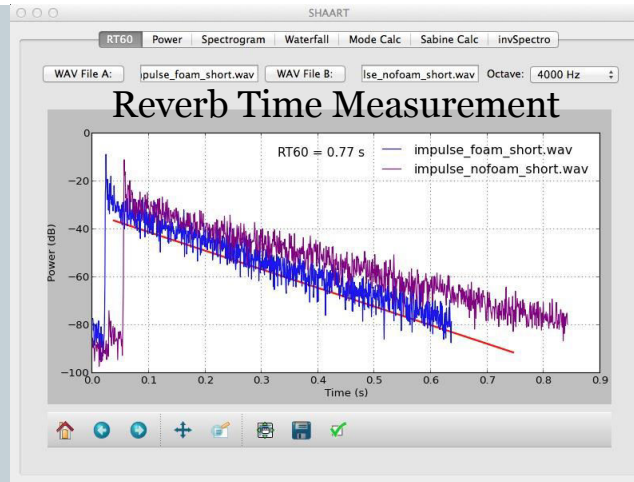 SHAART
RT60 Power Spectrogram Waterfall Mode Calc Sabine Calc invSpectro
WAV File A: pulse_foam_short.wav WAV File B: lse_nofoam_short.wav Octave: 4000 Hz
Reverb Time Measurement
RT60 = 0.77 s
impulse_foam_short.wav
impulse_nofoam_short.wav
Power (dB)
0
−20
−40
−60
−80
−100
0.0 0.1 0.2 0.3 0.4 0.5 0.6 0.7 0.8 0.9
Time (s)